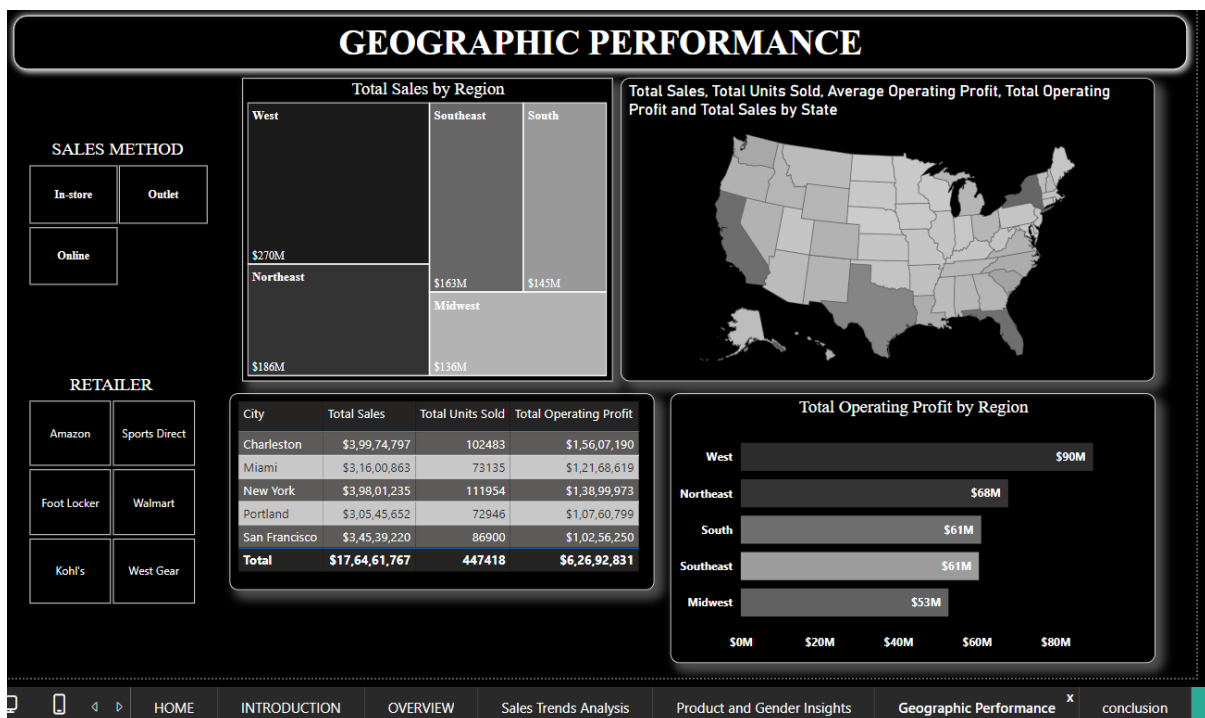 GEOGRAPHIC PERFORMANCE
SALES METHOD
In-store
Outlet
Online
RETAILER
Amazon
Sports Direct
Foot Locker
Walmart
Kohl's
West Gear
Total Sales by Region
West
$270M
Northeast
$186M
Southeast
$163M
South
$145M
Midwest
$136M
Total Sales, Total Units Sold, Average Operating Profit, Total Operating
Profit and Total Sales by State
City Total Sales Total Units Sold Total Operating Profit
Charleston $3,99,74,797 102483 $1,56,07,190
Miami $3,16,00,863 73135 $1,21,68,619
New York $3,98,01,235 111954 $1,38,99,973
Portland $3,05,45,652 72946 $1,07,60,799
San Francisco $3,45,39,220 86900 $1,02,56,250
Total $17,64,61,767 447418 $6,26,92,831
Total Operating Profit by Region
West $90M
Northeast $68M
South $61M
Southeast $61M
Midwest $53M
$0M $20M $40M $60M $80M
HOME INTRODUCTION OVERVIEW Sales Trends Analysis Product and Gender Insights Geographic Performance x conclusion